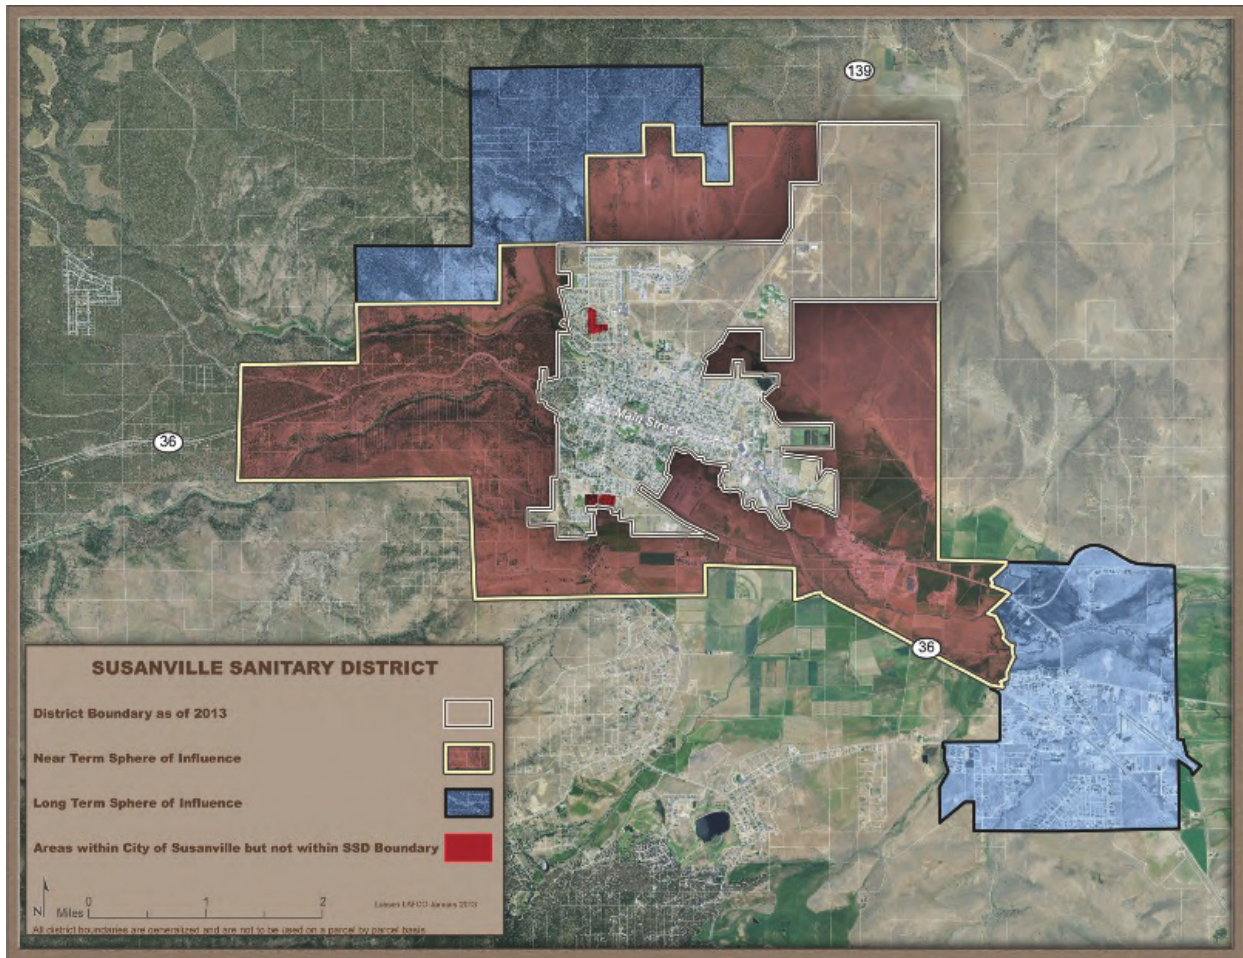 139
36
Main Street
36
SUSANVILLE SANITARY DISTRICT
District Boundary as of 2013
Near Term Sphere of Influence
Long Term Sphere of Influence
Areas within City of Susanville but not within SSD Boundary
N
Miles 0 1 2
Lassen LAFCO January 2013
All district boundaries are generalized and are not to be used on a parcel by parcel basis